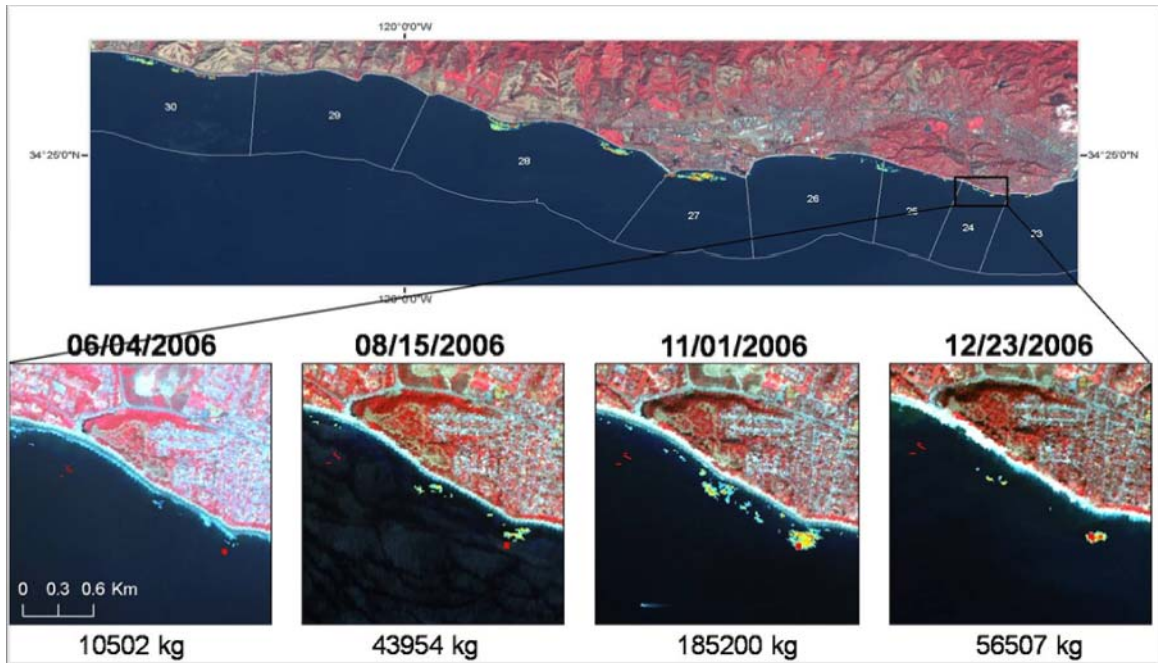 120°0'0"W
30
29
28
27
26
25
24
23
34°25'0"N
34°25'0"N
120°0'0"W
06/04/2006
08/15/2006
11/01/2006
12/23/2006
0 0.3 0.6 Km
10502 kg
43954 kg
185200 kg
56507 kg